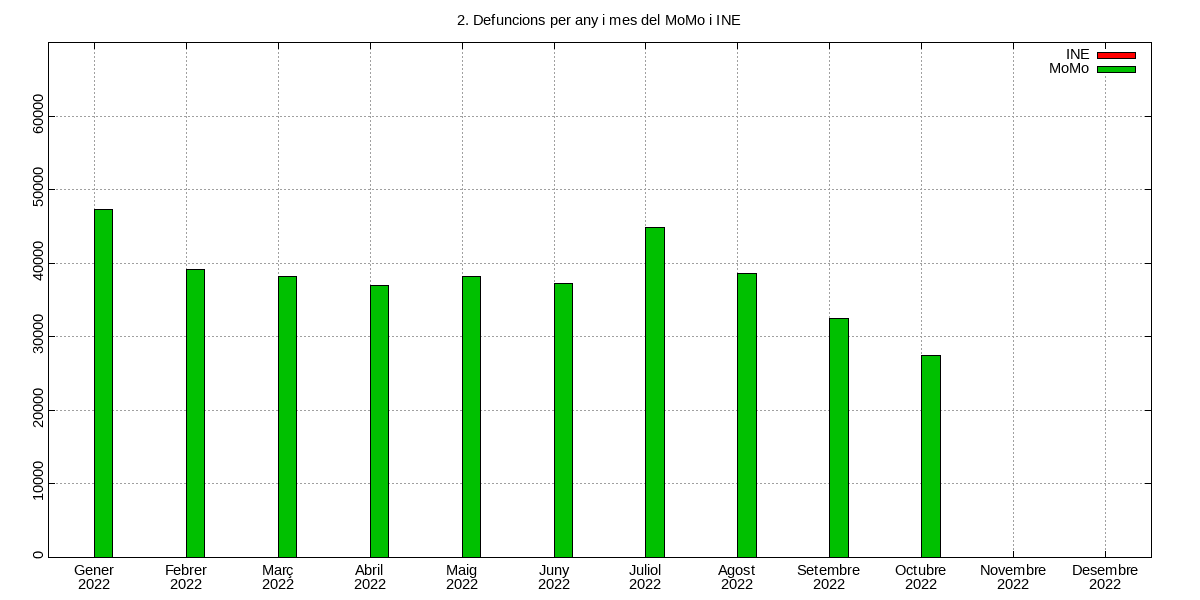 2. Defuncions per any i mes del MoMo i INE
INE
MoMo
60000
50000
40000
30000
20000
10000
0
Gener Febrer Març Abril Maig Juny Juliol Agost Setembre Octubre Novembre Desembre
2022 2022 2022 2022 2022 2022 2022 2022 2022 2022 2022 2022